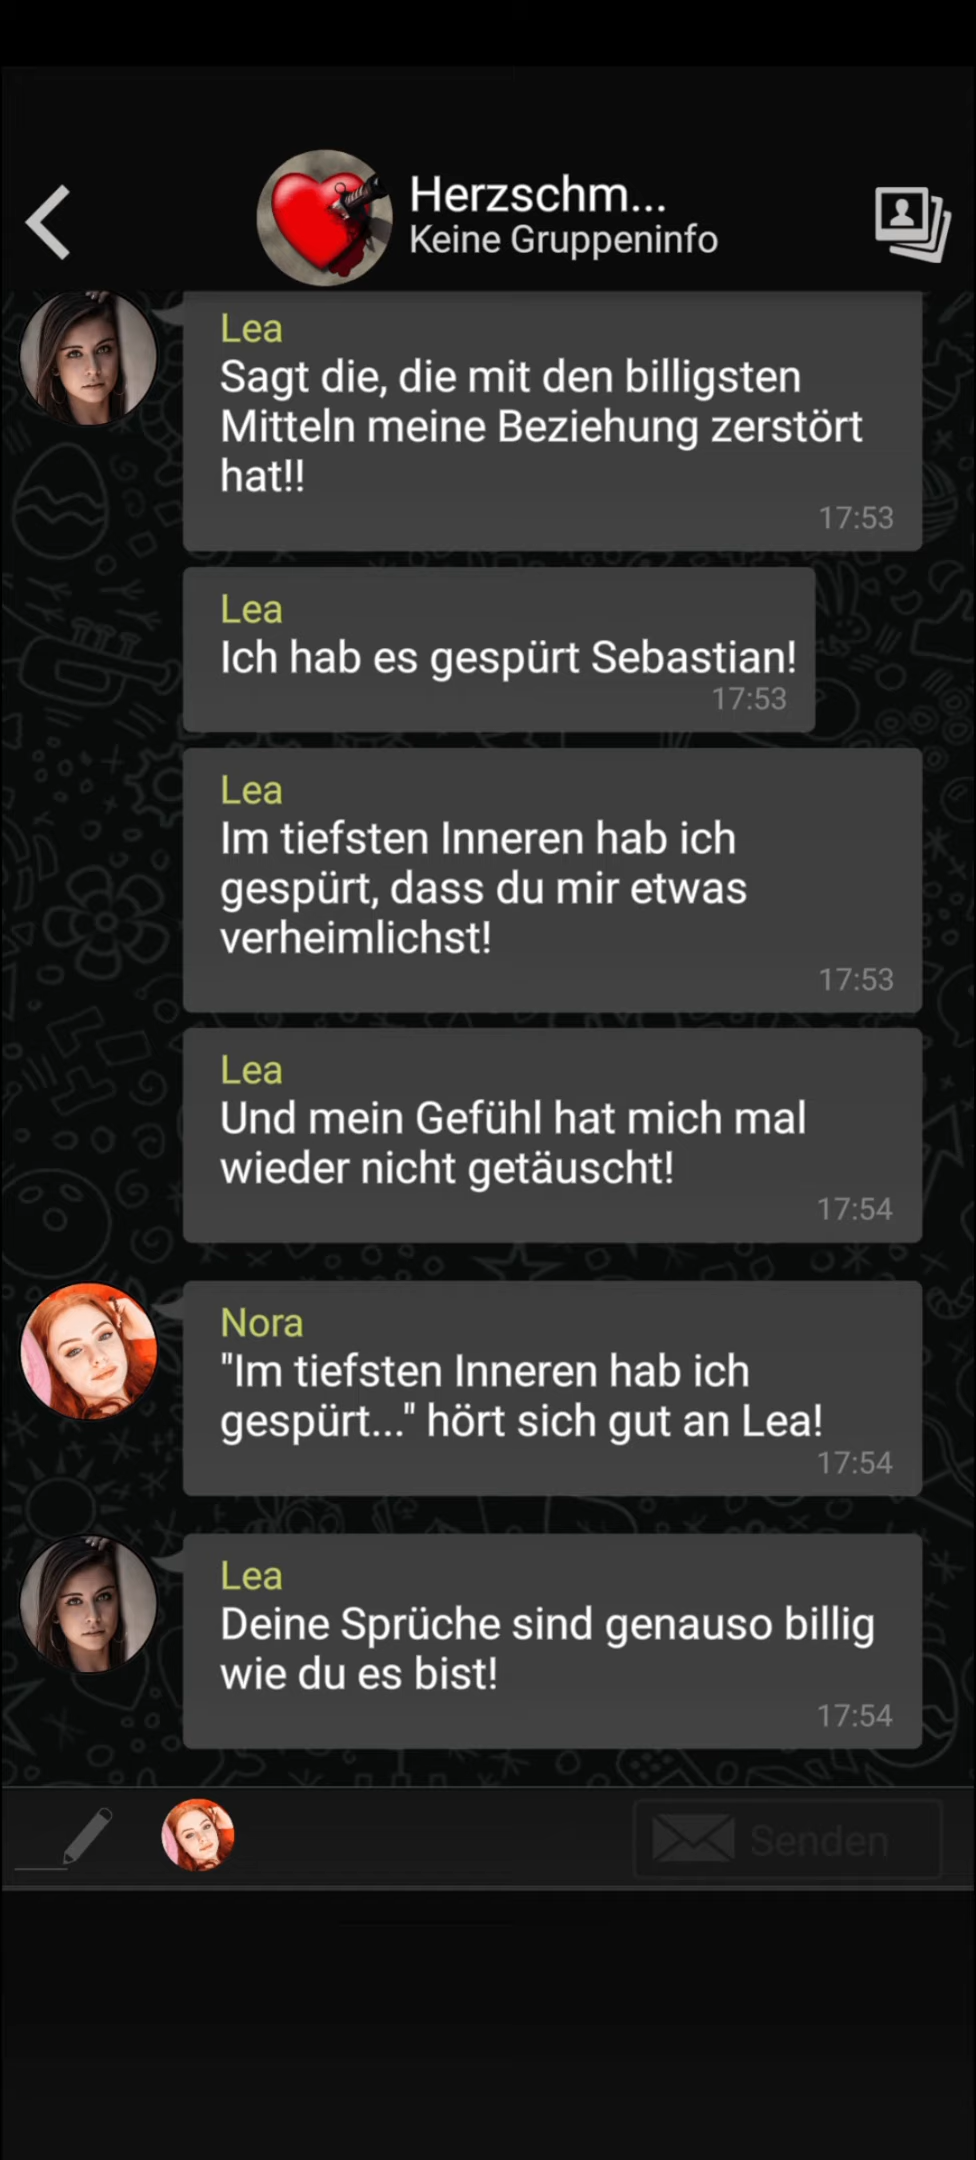 Herzschm...
Keine Gruppeninfo
Lea
Sagt die, die mit den billigsten
Mitteln meine Beziehung zerstört
hat!!
17:53
Lea
Ich hab es gespürt Sebastian!
17:53
Lea
Im tiefsten Inneren hab ich
gespürt, dass du mir etwas
verheimlichst!
17:53
Lea
Und mein Gefühl hat mich mal
wieder nicht getäuscht!
17:54
Nora
"Im tiefsten Inneren hab ich
gespürt..." hört sich gut an Lea!
17:54
Lea
Deine Sprüche sind genauso billig
wie du es bist!
17:54
Senden